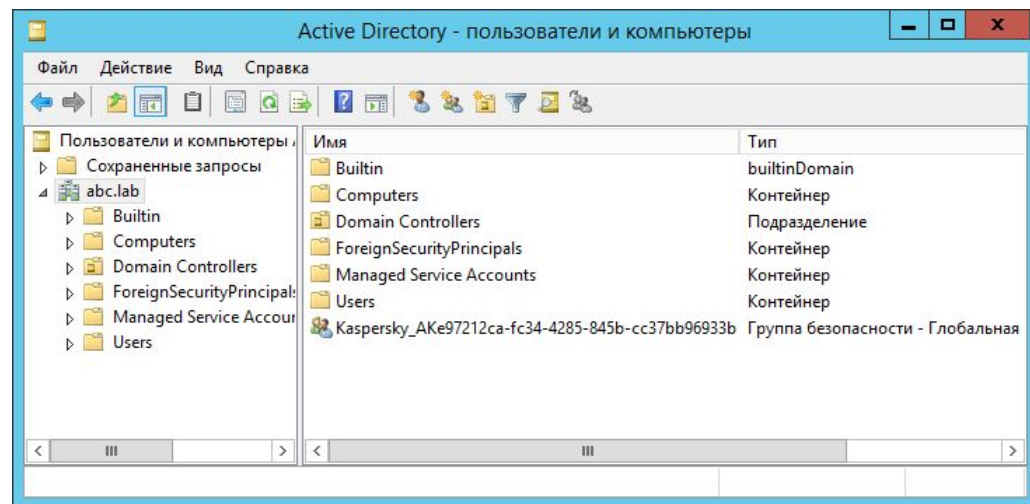 Active Directory - пользователи и компьютеры
Файл Действие Вид Справка
Пользователи и компьютеры
Сохраненные запросы
abc.lab
Builtin
Computers
Domain Controllers
ForeignSecurityPrincipals
Managed Service Accour
Users
Имя Тип
Builtin builtinDomain
Computers Контейнер
Domain Controllers Подразделение
ForeignSecurityPrincipals Контейнер
Managed Service Accounts Контейнер
Users Контейнер
Kaspersky_AKe97212ca-fc34-4285-845b-cc37bb96933b Группа безопасности - Глобальная